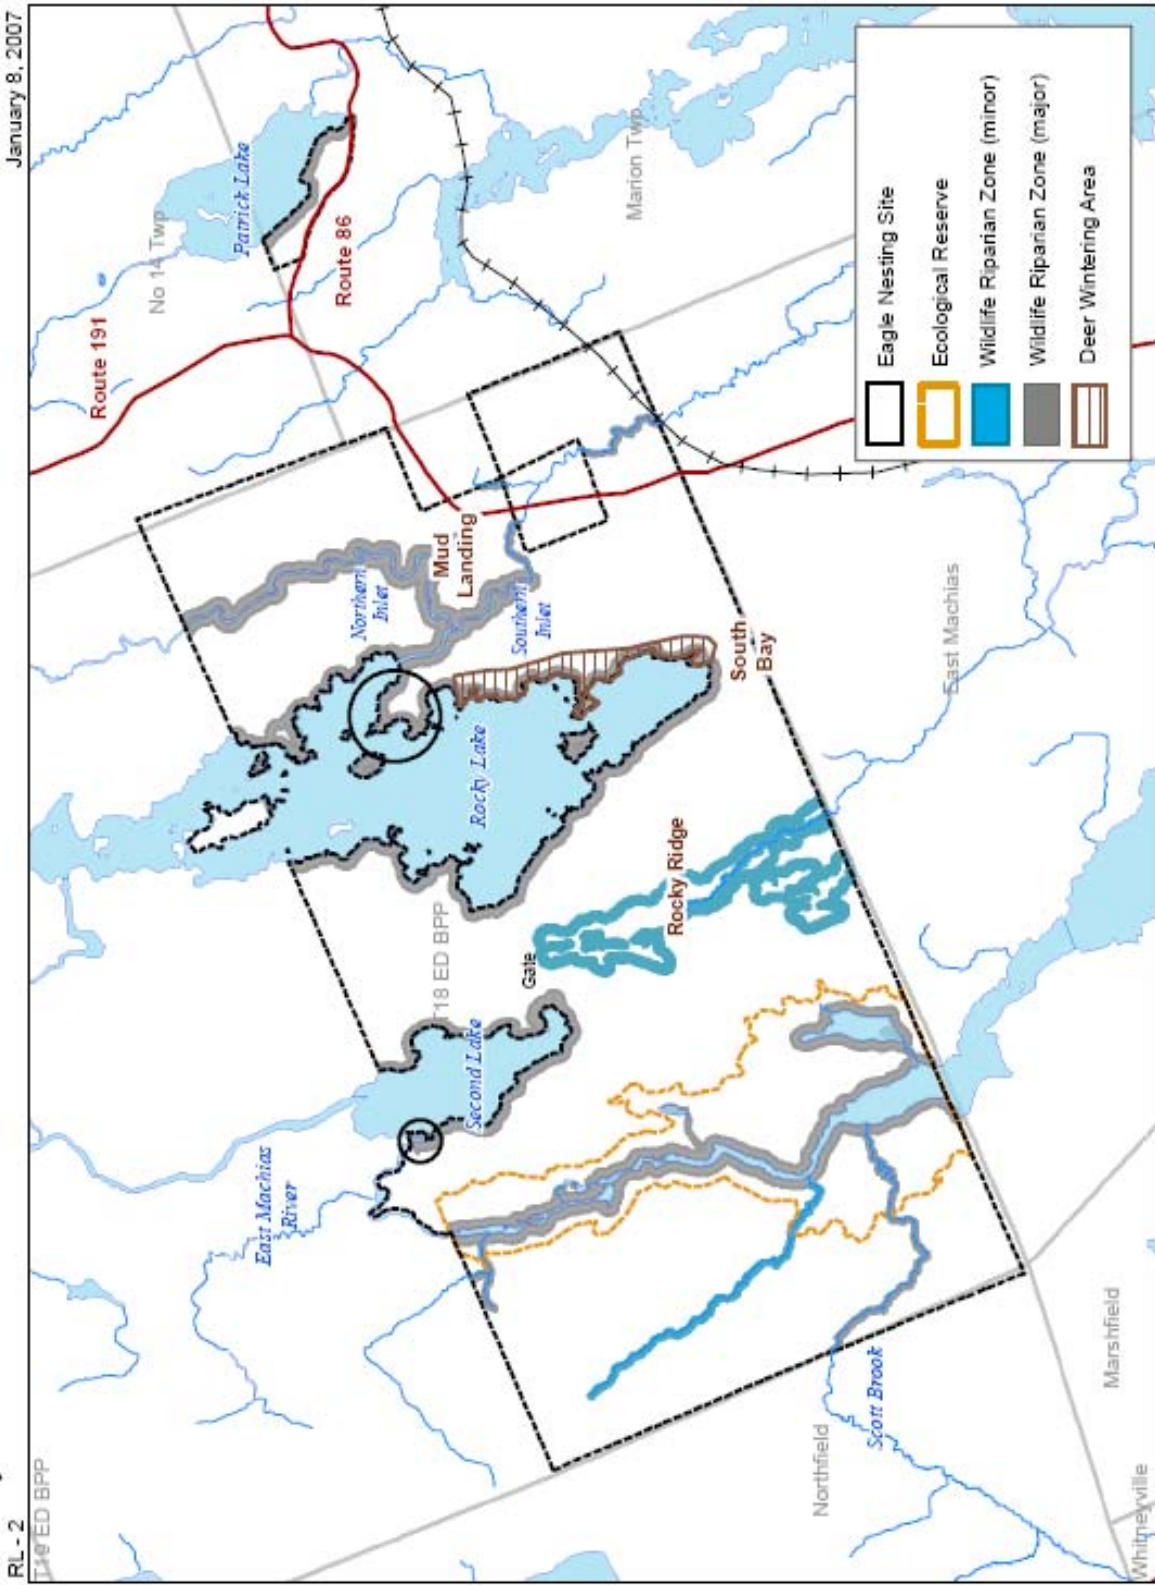 RL - 2
January 8, 2007
T19 ED BPP
No 14 Twp
Patrick Lake
Route 191
Route 86
Marion Twp
East Machias
River
Second Lake
T18 ED BPP
Gate
Rocky Lake
Northern
Inlet
Mud
Landing
Southern
Inlet
South
Bay
Rocky Ridge
East Machias
Northfield
Scott Brook
Marshfield
Whitneyville
Eagle Nesting Site
Ecological Reserve
Wildlife Riparian Zone (minor)
Wildlife Riparian Zone (major)
Deer Wintering Area